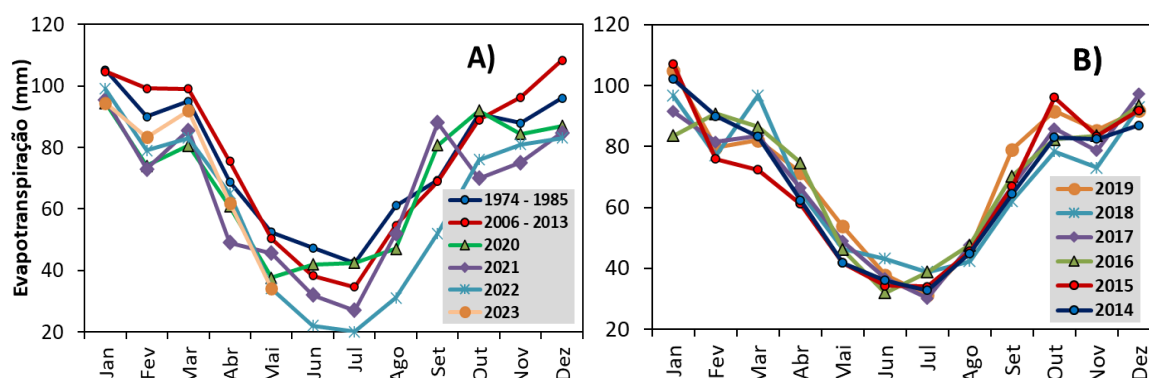 Evapotranspiração (mm)
120
100
80
60
40
20
A)
1974 - 1985
2006 - 2013
2020
2021
2022
2023
Jan
Fev
Mar
Abr
Mai
Jun
Jul
Ago
Set
Out
Nov
Dez
120
100
80
60
40
20
B)
2019
2018
2017
2016
2015
2014
Jan
Fev
Mar
Abr
Mai
Jun
Jul
Ago
Set
Out
Nov
Dez